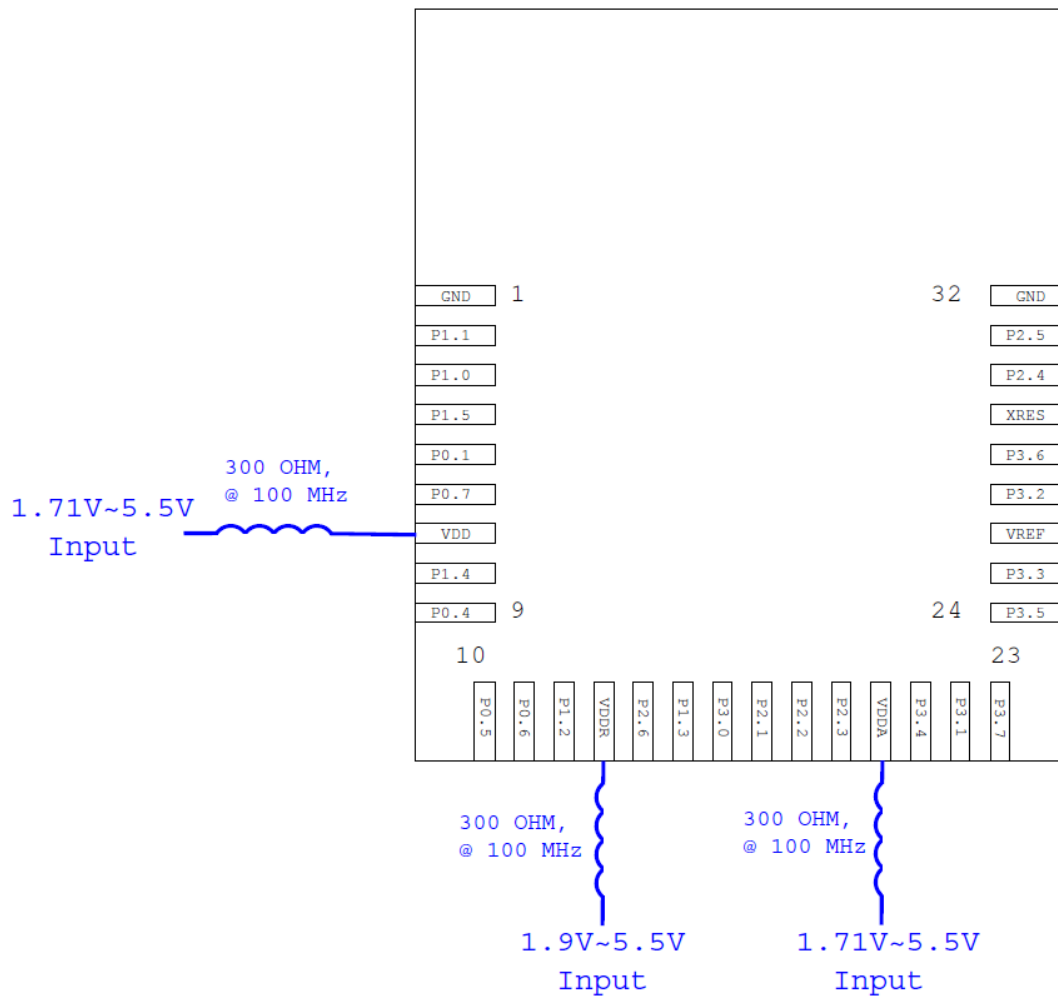 GND 1
P1.1
P1.0
P1.5
P0.1
P0.7
VDD
P1.4
P0.4 9
32 GND
P2.5
P2.4
XRES
P3.6
P3.2
VREF
P3.3
24 P3.5
300 OHM,
@ 100 MHz
1.71V~5.5V
Input
10
23
P0.5
P0.6
P1.2
VDDR
P2.6
P1.3
P3.0
P2.1
P2.2
P2.3
VDDA
P3.4
P3.1
P3.7
300 OHM,
@ 100 MHz
1.9V~5.5V
Input
300 OHM,
@ 100 MHz
1.71V~5.5V
Input